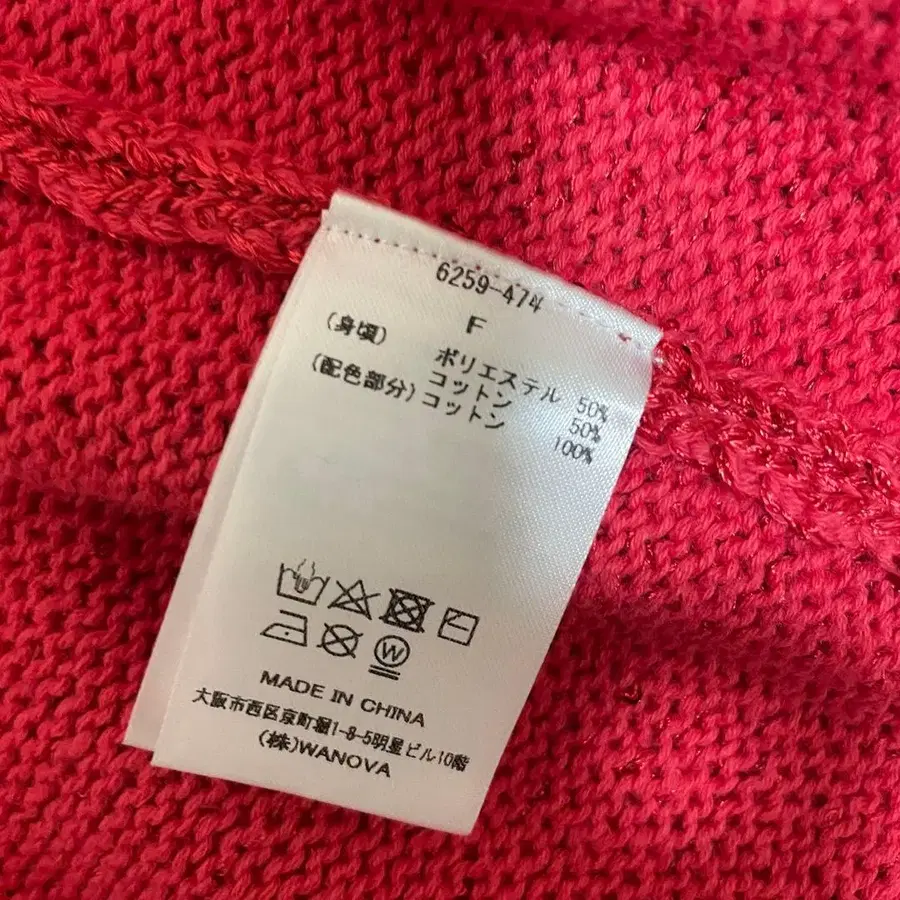 6259-474
F
(身頃) ポリエステル 50%
コットン 50%
(配色部分) コットン 100%
W
MADE IN CHINA
大阪市西区京町堀1-8-5明星ビル10階
(株)WANOVA